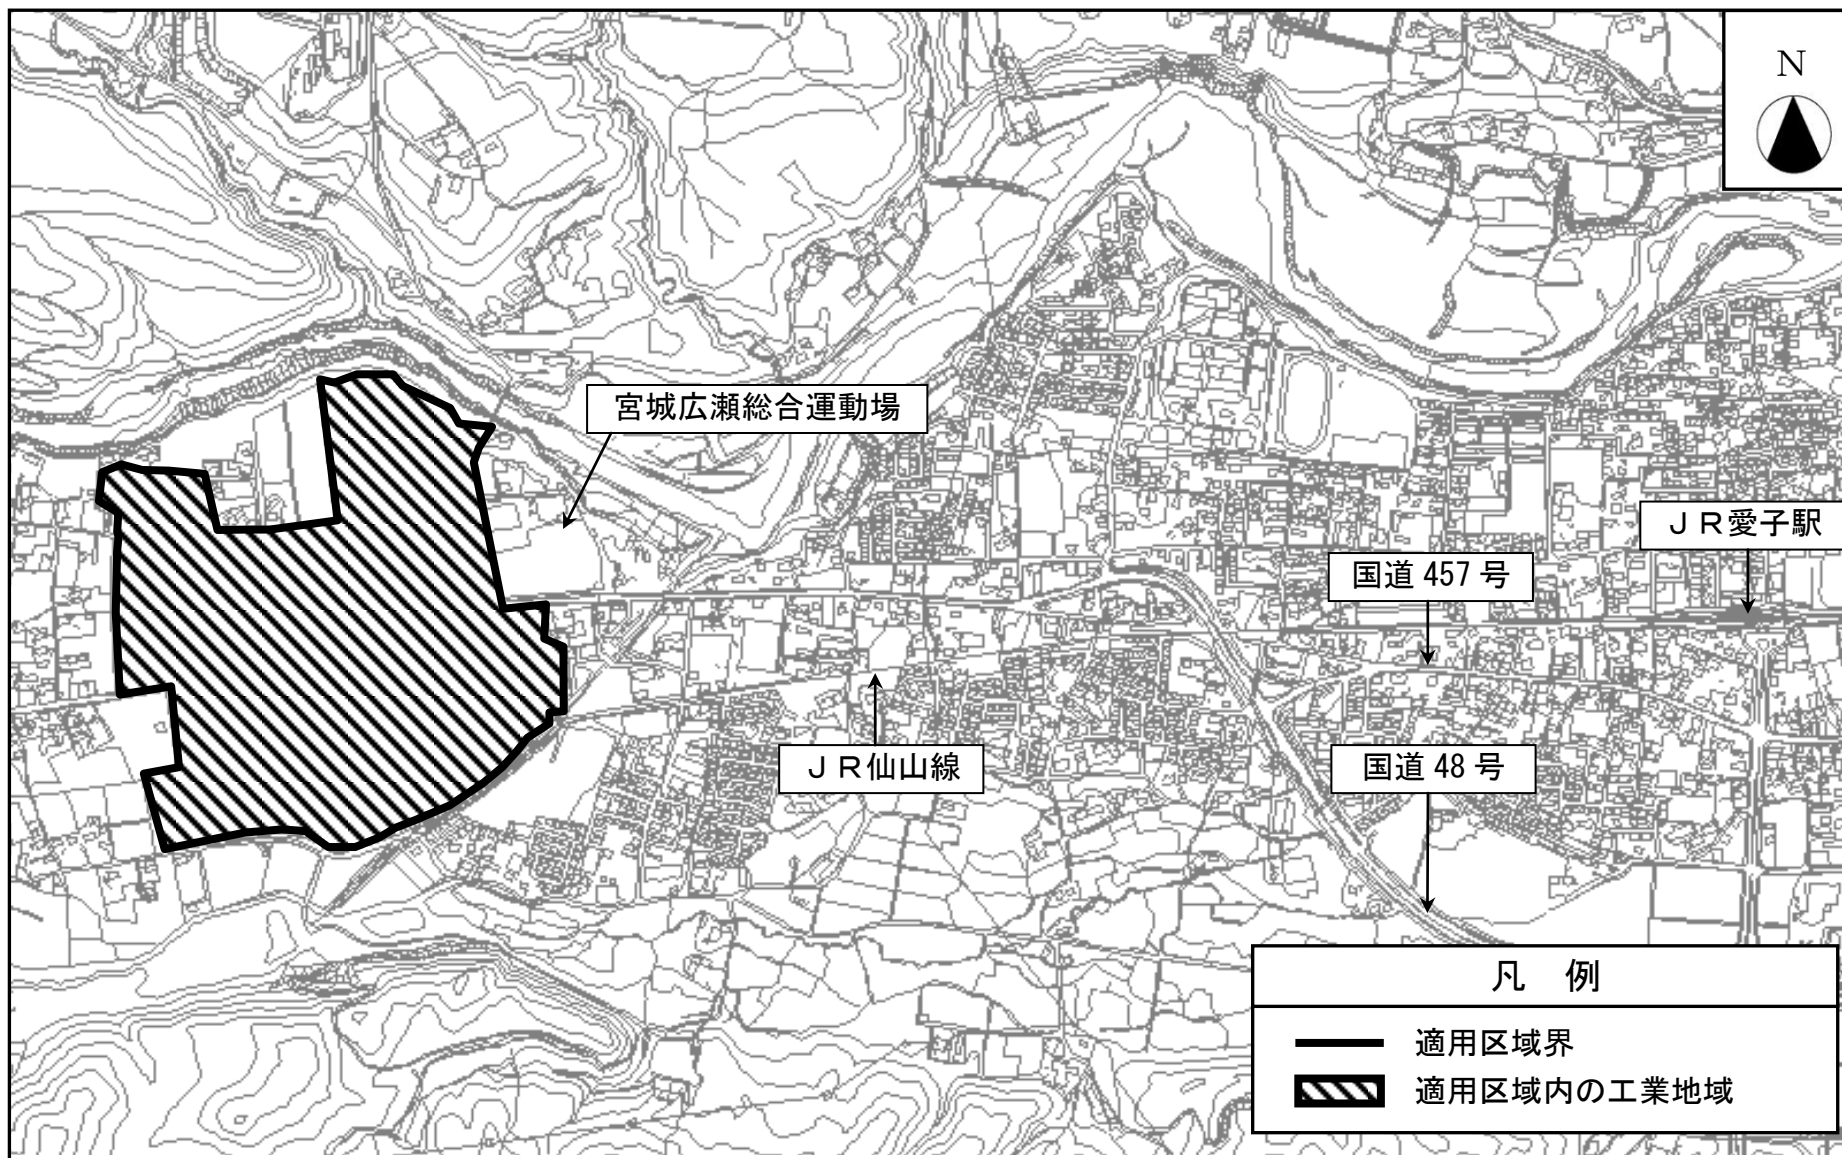 N
宮城広瀬総合運動場
ＪＲ愛子駅
国道 457 号
ＪＲ仙山線
国道 48 号
凡　例
適用区域界
適用区域内の工業地域